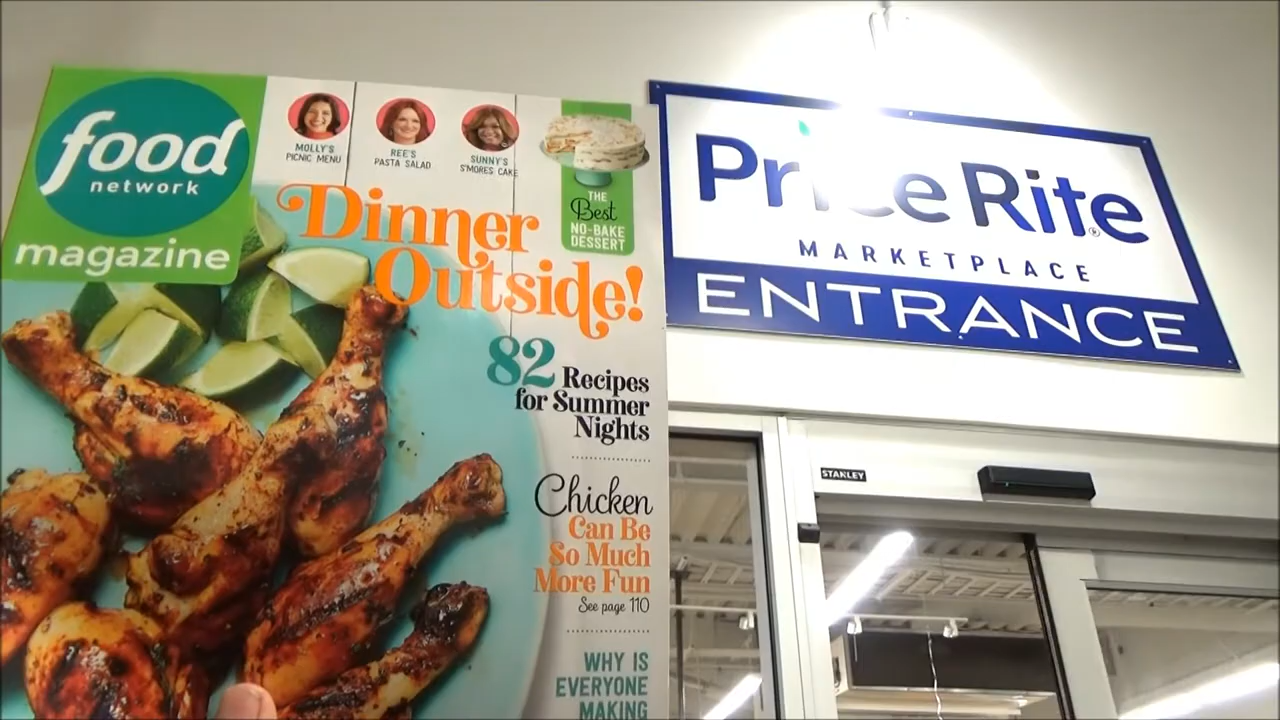 food
network
magazine
MOLLY'S
PICNIC MENU
REE'S
PASTA SALAD
SUNNY'S
S'MORES CAKE
THE
Best
NO-BAKE
DESSERT
Dinner
Outside!
82 Recipes
for Summer
Nights
Chicken
Can Be
So Much
More Fun
See page 110
WHY IS
EVERYONE
MAKING
Price Rite
MARKETPLACE
ENTRANCE
STANLEY